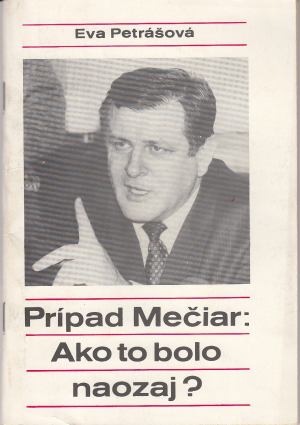 Eva Petrášová
Prípad Mečiar:
Ako to bolo
naozaj?